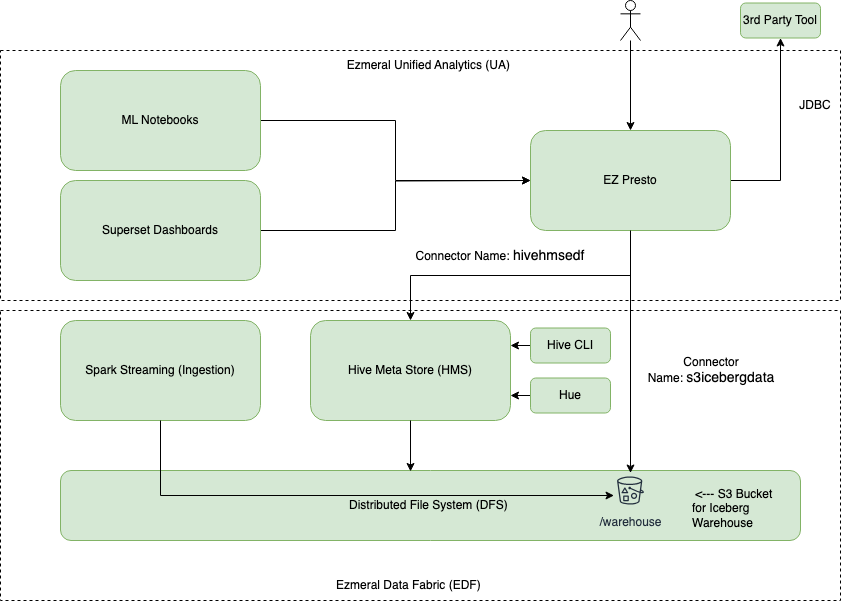 3rd Party Tool
Ezmeral Unified Analytics (UA)
JDBC
ML Notebooks
EZ Presto
Superset Dashboards
Connector Name: hivehmsedf
Spark Streaming (Ingestion)
Hive Meta Store (HMS)
Hive CLI
Hue
Connector
Name: s3icebergdata
Distributed File System (DFS)
/warehouse
<--- S3 Bucket
for Iceberg
Warehouse
Ezmeral Data Fabric (EDF)